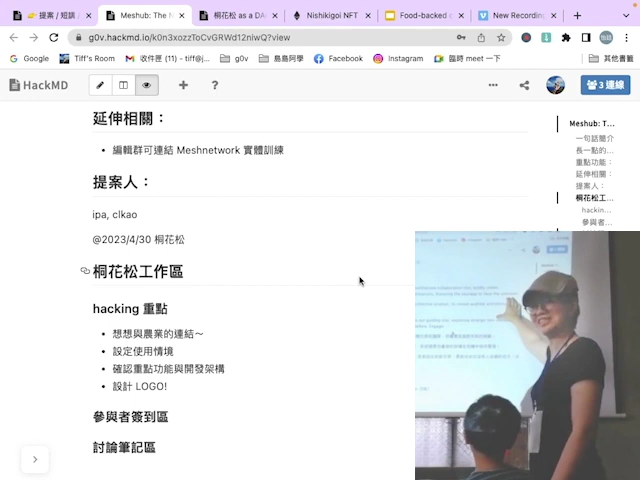 提案 / 短講 /
Meshub: The N
桐花松 as a DA
Nishikigoi NFT
Food-backed s
New Recording
g0v.hackmd.io/k0n3xozzToCvGRWd12niwQ?view
Google
Tiff's Room
收件匣 (11) - tiff@j...
g0v
島島阿學
Facebook
Instagram
臨時 meet 一下
其他書籤
HackMD
3 連線
延伸相關：
編輯群可連結 Meshnetwork 實體訓練
提案人：
ipa, clkao
@2023/4/30 桐花松
桐花松工作區
hacking 重點
想想與農業的連結～
設定使用情境
確認重點功能與開發架構
設計 LOGO!
參與者簽到區
討論筆記區
Meshub: T...
一句話簡介
長一點的...
重點功能：
延伸相關：
提案人：
桐花松工...
hackin...
參與者...